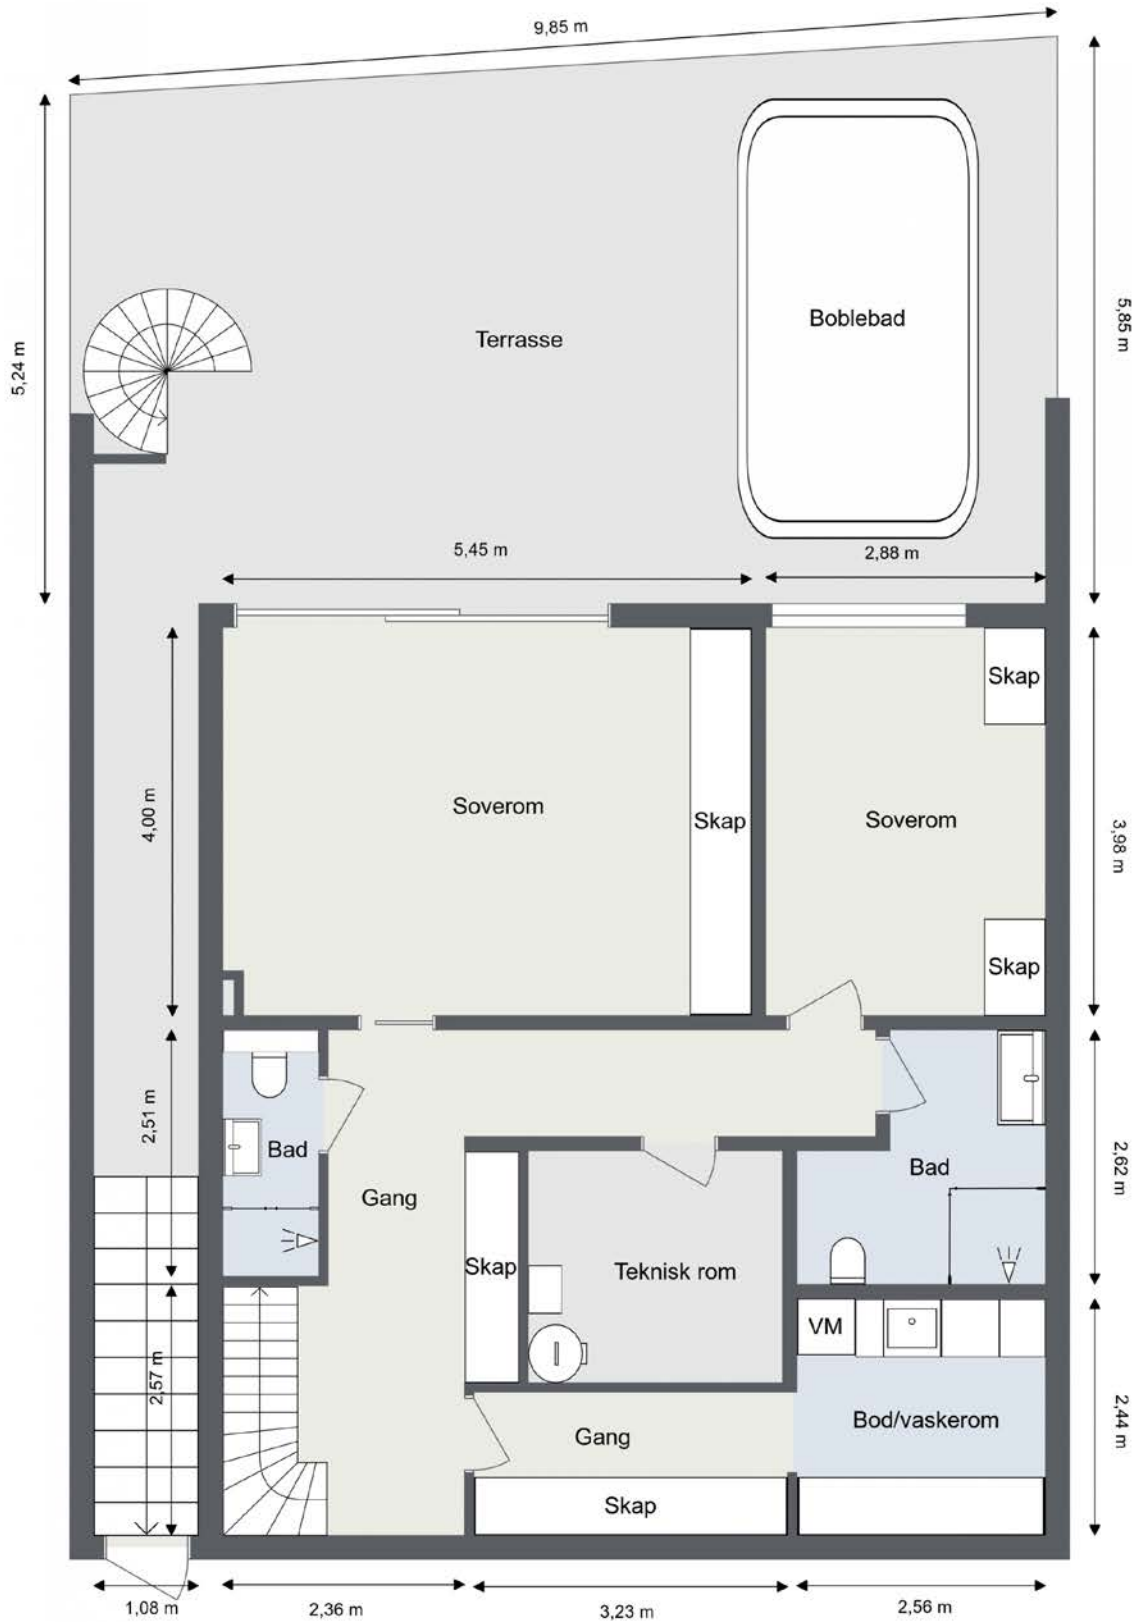 9,85 m
5,24 m
5,85 m
Boblebad
Terrasse
5,45 m
2,88 m
Skap
4,00 m
Soverom
Skap
Soverom
3,98 m
Skap
2,51 m
Bad
Bad
2,62 m
Gang
Skap
Teknisk rom
VM
2,57 m
Gang
Bod/vaskerom
2,44 m
Skap
1,08 m
2,36 m
3,23 m
2,56 m